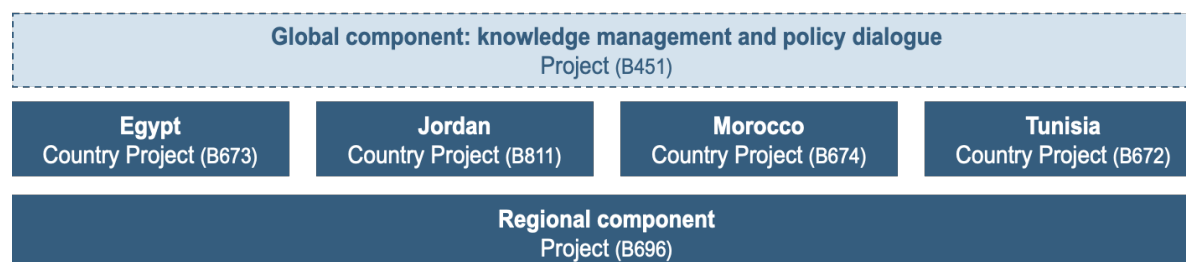 Global component: knowledge management and policy dialogue
Project (B451)
Egypt
Country Project (B673)
Jordan
Country Project (B811)
Morocco
Country Project (B674)
Tunisia
Country Project (B672)
Regional component
Project (B696)